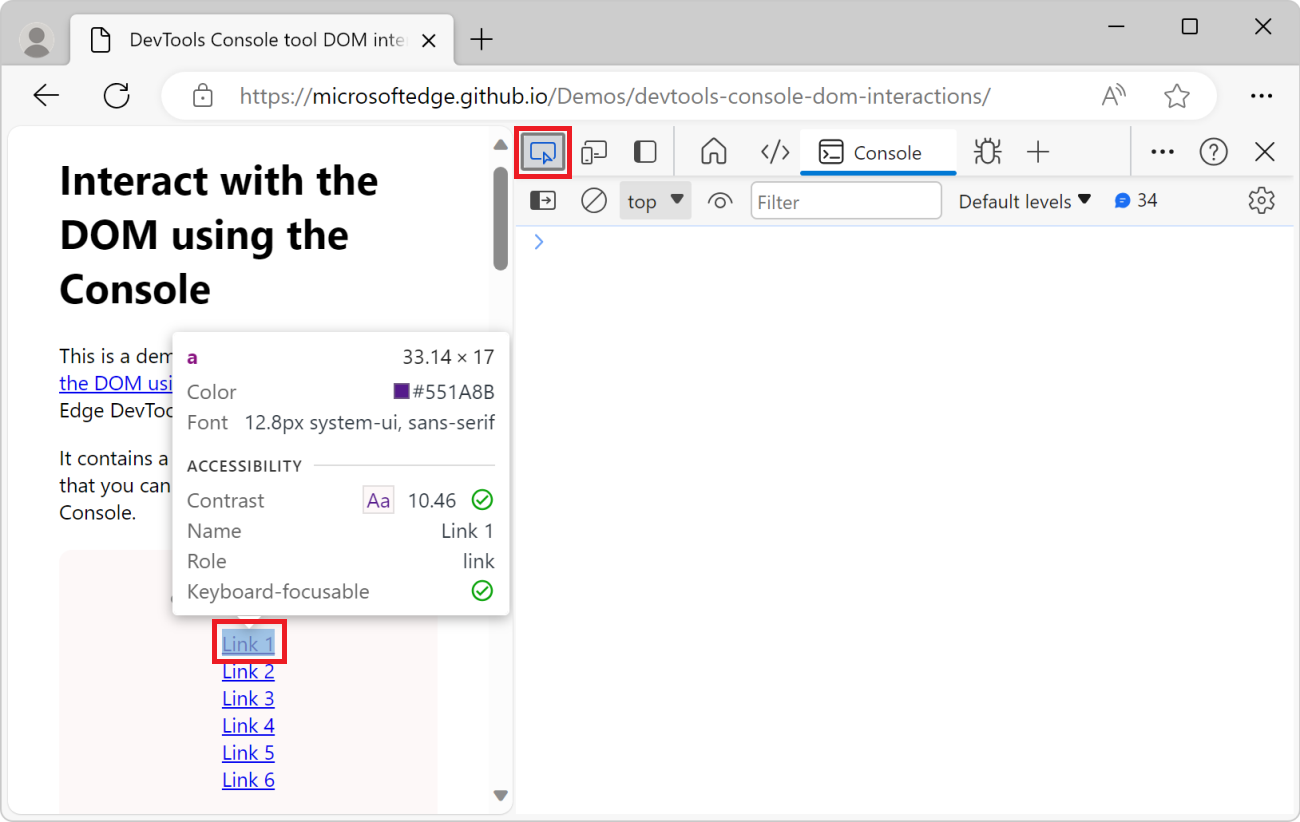 DevTools Console tool DOM inte
https://microsoftedge.github.io/Demos/devtools-console-dom-interactions/
Interact with the
DOM using the
Console
This is a dem
the DOM usi
Edge DevToo
It contains a
that you can
Console.
a 33.14 × 17
Color #551A8B
Font 12.8px system-ui, sans-serif
ACCESSIBILITY
Contrast Aa 10.46
Name Link 1
Role link
Keyboard-focusable
Link 1
Link 2
Link 3
Link 4
Link 5
Link 6
Console
top Filter Default levels 34